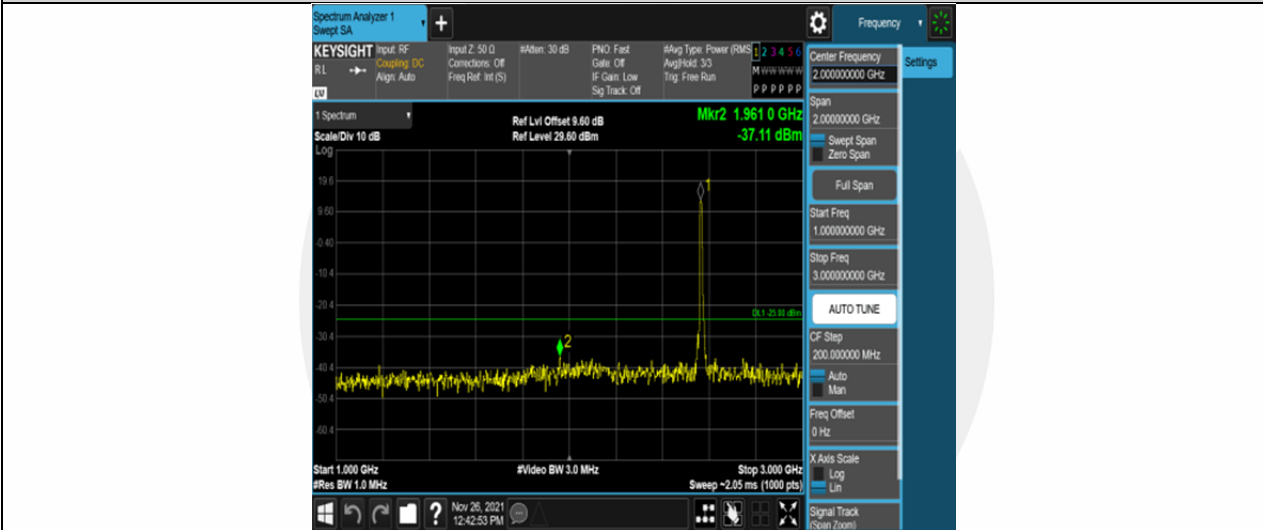 Spectrum Analyzer 1
Swept SA
+
Frequency
KEYSIGHT
RL
LV
Input: RF
Coupling: DC
Align: Auto
Input Z: 50 Ω
Corrections: Off
Freq Ref: Int (S)
#Atten: 30 dB
PNO: Fast
Gate: Off
IF Gain: Low
Sig Track: Off
#Avg Type: Power (RMS
Avg|Hold: 3/3
Trig: Free Run
1 2 3 4 5 6
M W W W W W
P P P P P P
1 Spectrum
Scale/Div 10 dB
Log
Ref Lvl Offset 9.60 dB
Ref Level 29.60 dBm
Mkr2 1.961 0 GHz
-37.11 dBm
19.6
9.60
-0.40
-10.4
-20.4
-30.4
-40.4
-50.4
-60.4
1
2
DL1 -25.00 dBm
Start 1.000 GHz
#Res BW 1.0 MHz
#Video BW 3.0 MHz
Stop 3.000 GHz
Sweep ~2.05 ms (1000 pts)
Center Frequency
2.000000000 GHz
Settings
Span
2.00000000 GHz
Swept Span
Zero Span
Full Span
Start Freq
1.000000000 GHz
Stop Freq
3.000000000 GHz
AUTO TUNE
CF Step
200.000000 MHz
Auto
Man
Freq Offset
0 Hz
X Axis Scale
Log
Lin
Signal Track
(Span Zoom)
?
Nov 26, 2021
12:42:53 PM